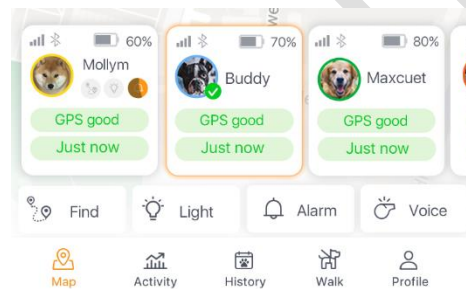 60%
70%
80%
Mollym
Buddy
Maxcuet
GPS good
GPS good
GPS good
Just now
Just now
Just now
Find
Light
Alarm
Voice
Map
Activity
History
Walk
Profile